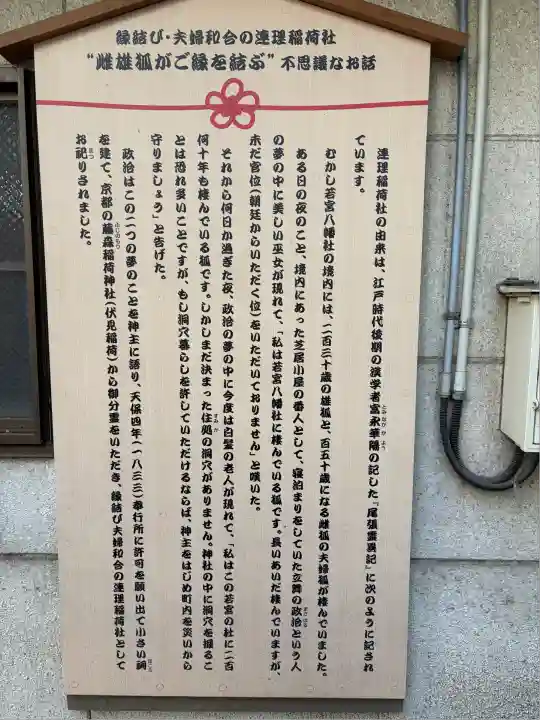 縁結び・夫婦和合の連理稲荷社
“雌雄狐がご縁を結ぶ”不思議なお話
連理稲荷社の由来は、江戸時代後期の漢学者富永華陽の記した「尾張霊異記」に次のように記され
ています。
むかし若宮八幡社の境内には、二百三十歳の雄狐と、百五十歳になる雌狐の夫婦狐が棲んでいました。
ある日の夜のこと、境内にあった芝居小屋の番人として、寝泊まりをしていた立舞の政治という人
の夢の中に美しい巫女が現れて、「私は若宮八幡社に棲んでいる狐です。長いあいだ棲んでいますが、
未だ官位(朝廷からいただく位)をいただいておりません」と嘆いた。
それから何日か過ぎた夜、政治の夢の中に今度は白髪の老人が現れて、「私はこの若宮の社に二百
何十年も棲んでいる狐です。しかしまだ決まった住処の洞穴がありません。神社の中に洞穴を掘るこ
とは恐れ多いことですが、もし洞穴暮らしを許していただけるならば、神主をはじめ町内を災いから
守りましょう」と告げた。
政治はこの二つの夢のことを神主に語り、天保四年(一八三三)奉行所に許可を願い出て小さい祠
を建て、京都の藤森稲荷神社(伏見稲荷)から御分霊をいただき、縁結び夫婦和合の連理稲荷社として
お祀りされました。